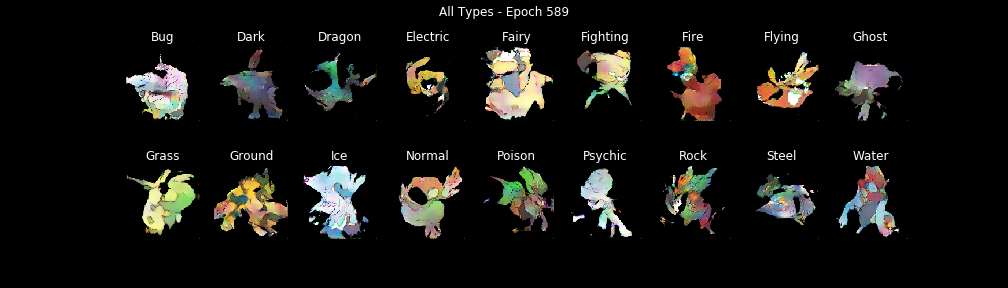 All Types - Epoch 589
Bug Dark Dragon Electric Fairy Fighting Fire Flying Ghost
Grass Ground Ice Normal Poison Psychic Rock Steel Water